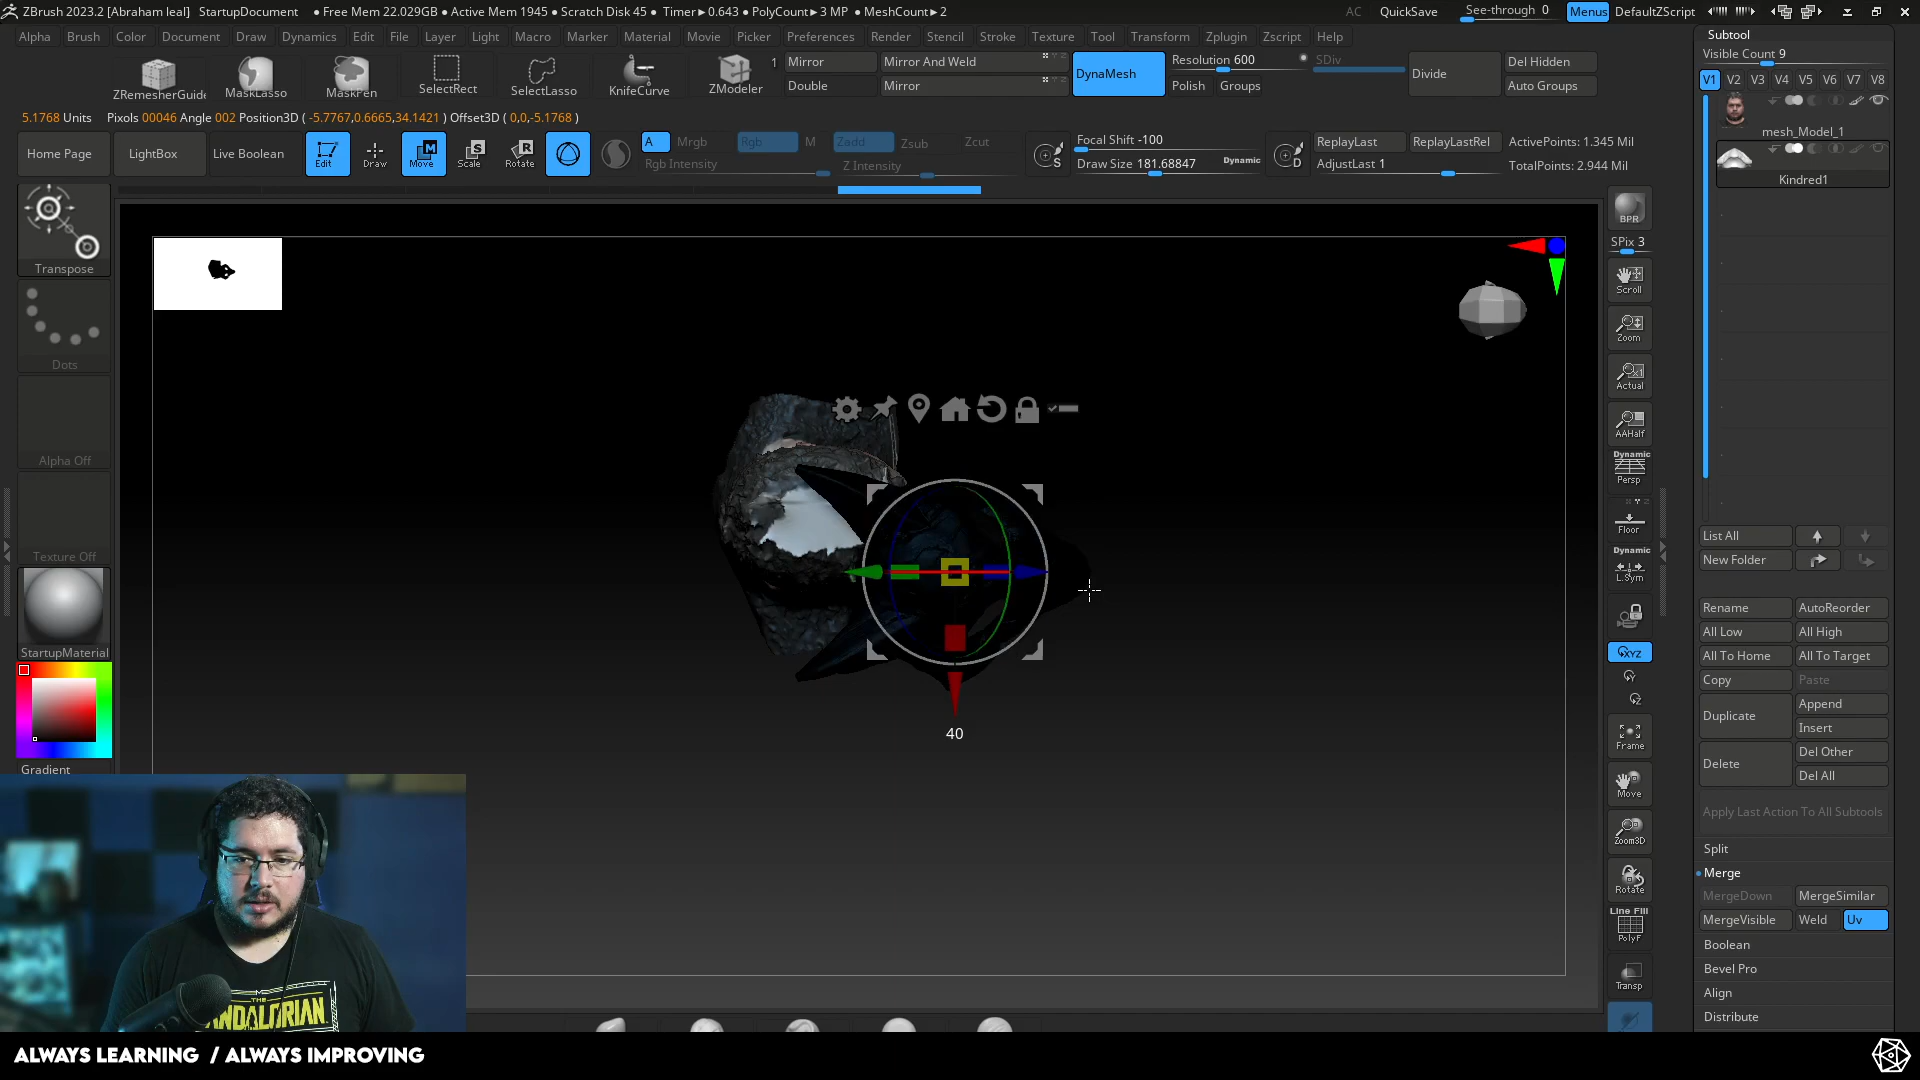 ZBrush 2023.2 [Abraham leal] StartupDocument • Free Mem 22.029GB • Active Mem 1945 • Scratch Disk 45 • Timer▸0.643 • PolyCount▸3 MP • MeshCount▸2 AC QuickSave See-through 0 Menus DefaultZScript
Alpha Brush Color Document Draw Dynamics Edit File Layer Light Macro Marker Material Movie Picker Preferences Render Stencil Stroke Texture Tool Transform Zplugin Zscript Help
ZRemesherGuide MaskLasso MaskPen SelectRect SelectLasso KnifeCurve ZModeler 1
Mirror Mirror And Weld DynaMesh Resolution 600 SDiv Divide Del Hidden
Double Mirror Polish Groups Auto Groups
5.1768 Units Pixols 00046 Angle 002 Position3D ( -5.7767,0.6665,34.1421 ) Offset3D ( 0,0,-5.1768 )
Home Page LightBox Live Boolean Edit Draw Move Scale Rotate
A Mrgb Rgb M Zadd Zsub Zcut
Rgb Intensity Z Intensity
S Focal Shift -100
Draw Size 181.68847 Dynamic
D ReplayLast ReplayLastRel ActivePoints: 1.345 Mil
AdjustLast 1 TotalPoints: 2.944 Mil
Transpose
Dots
Alpha Off
Texture Off
StartupMaterial
Gradient
40
BPR
SPix 3
Scroll
Zoom
Actual
AAHalf
Dynamic
Persp
Floor
Dynamic
L.Sym
XYZ
Y
Z
Frame
Move
Zoom3D
Rotate
Line Fill
PolyF
Transp
Subtool
Visible Count 9
V1 V2 V3 V4 V5 V6 V7 V8
mesh_Model_1
Kindred1
List All
New Folder
Rename AutoReorder
All Low All High
All To Home All To Target
Copy Paste
Duplicate Append
Insert
Delete Del Other
Del All
Apply Last Action To All Subtools
Split
Merge
MergeDown MergeSimilar
MergeVisible Weld Uv
Boolean
Bevel Pro
Align
Distribute
THE
MANDALORIAN
ALWAYS LEARNING / ALWAYS IMPROVING